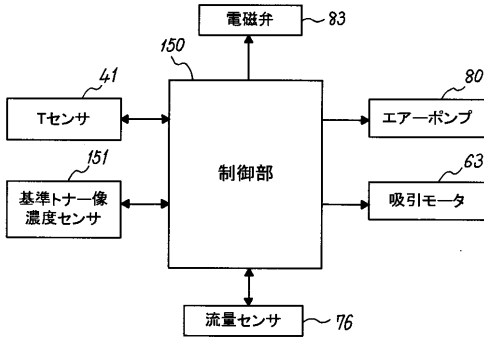 電磁弁
83
150
41
Tセンサ
80
エアーポンプ
制御部
151
基準トナー像
濃度センサ
63
吸引モータ
流量センサ
76